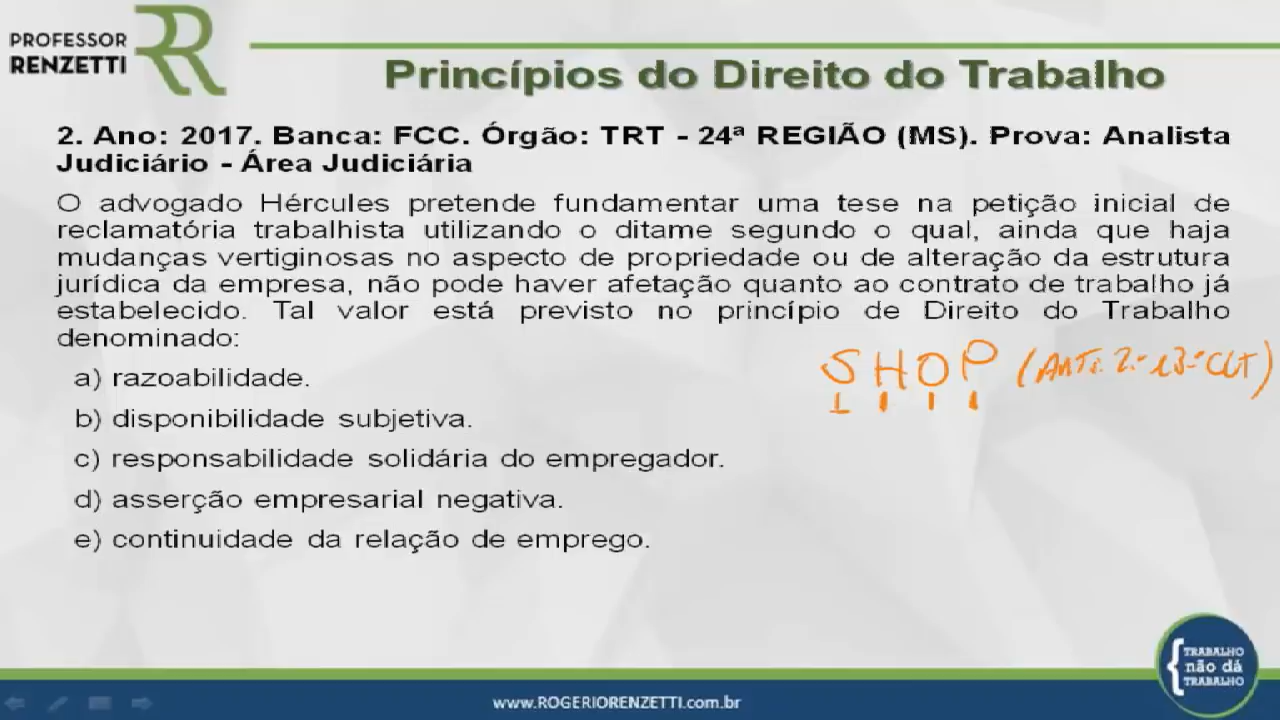 PROFESSOR
RENZETTI
Princípios do Direito do Trabalho
2. Ano: 2017. Banca: FCC. Órgão: TRT - 24ª REGIÃO (MS). Prova: Analista
Judiciário - Área Judiciária
O advogado Hércules pretende fundamentar uma tese na petição inicial de
reclamatória trabalhista utilizando o ditame segundo o qual, ainda que haja
mudanças vertiginosas no aspecto de propriedade ou de alteração da estrutura
jurídica da empresa, não pode haver afetação quanto ao contrato de trabalho já
estabelecido. Tal valor está previsto no princípio de Direito do Trabalho
denominado:
SHOP
a) razoabilidade.
b) disponibilidade subjetiva.
c) responsabilidade solidária do empregador.
d) asserção empresarial negativa.
e) continuidade da relação de emprego.
TRABALHO
não dá
TRABALHO
www.ROGERIORENZETTI.com.br